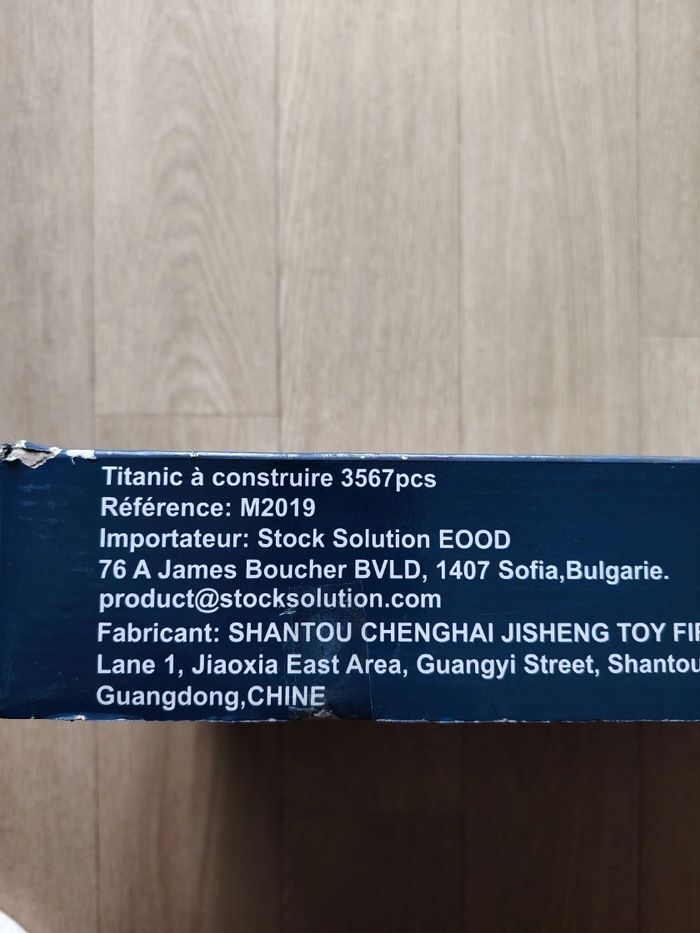 Titanic à construire 3567pcs
Référence: M2019
Importateur: Stock Solution EOOD
76 A James Boucher BVLD, 1407 Sofia,Bulgarie.
product@stocksolution.com
Fabricant: SHANTOU CHENGHAI JISHENG TOY
Lane 1, Jiaoxia East Area, Guangyi Street, Shantou
Guangdong,CHINE